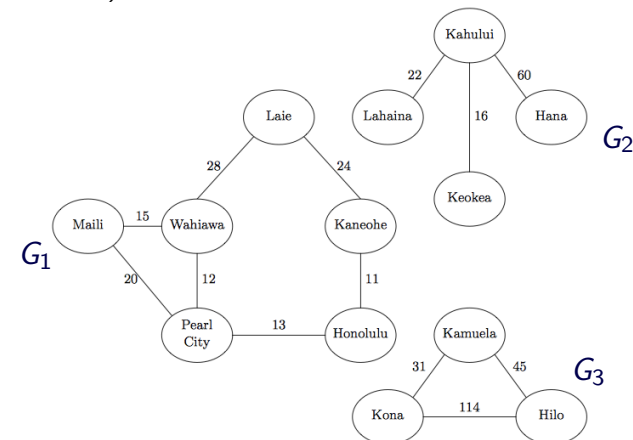 Kahului
22
60
Laie
Lahaina
16
Hana
G2
28
24
Keokea
Maili
15
Wahiawa
Kaneohe
G1
20
12
11
Pearl
City
13
Honolulu
Kamuela
31
45
G3
Kona
114
Hilo